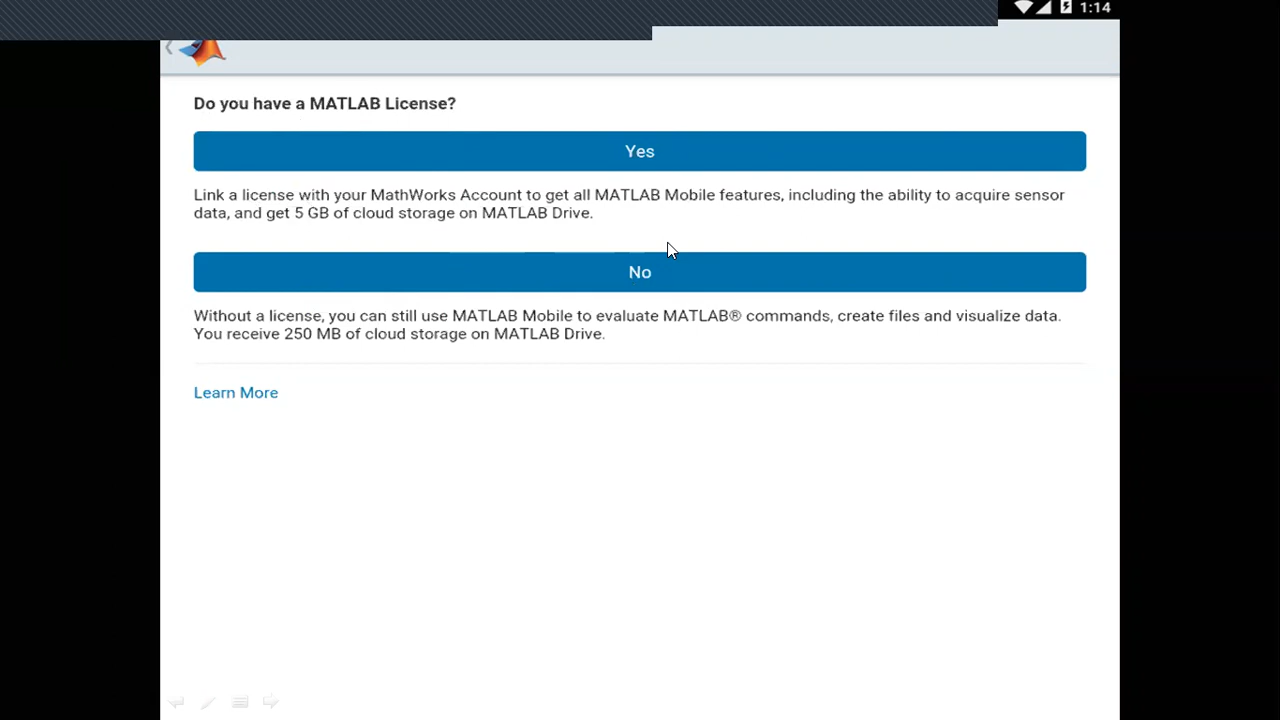 1:14
Do you have a MATLAB License?
Yes
Link a license with your MathWorks Account to get all MATLAB Mobile features, including the ability to acquire sensor
data, and get 5 GB of cloud storage on MATLAB Drive.
No
Without a license, you can still use MATLAB Mobile to evaluate MATLAB® commands, create files and visualize data.
You receive 250 MB of cloud storage on MATLAB Drive.
Learn More